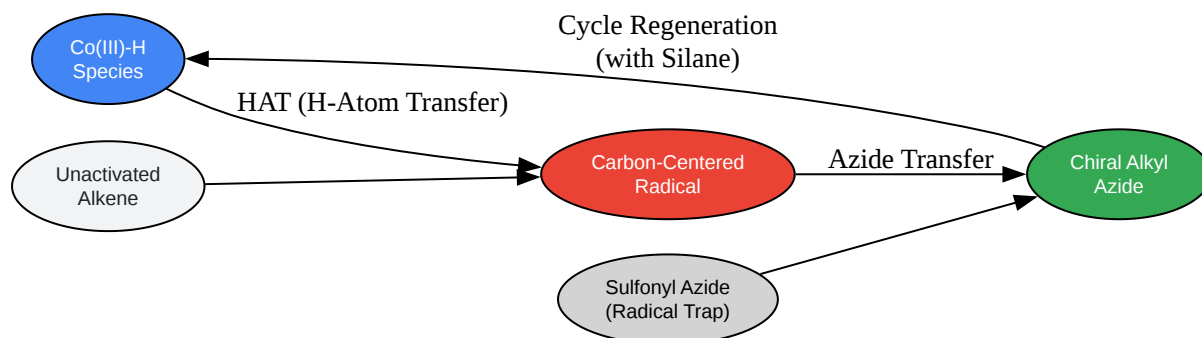 Cycle Regeneration
(with Silane)
Co(III)-H
Species
HAT (H-Atom Transfer)
Unactivated
Alkene
Carbon-Centered
Radical
Azide Transfer
Chiral Alkyl
Azide
Sulfonyl Azide
(Radical Trap)